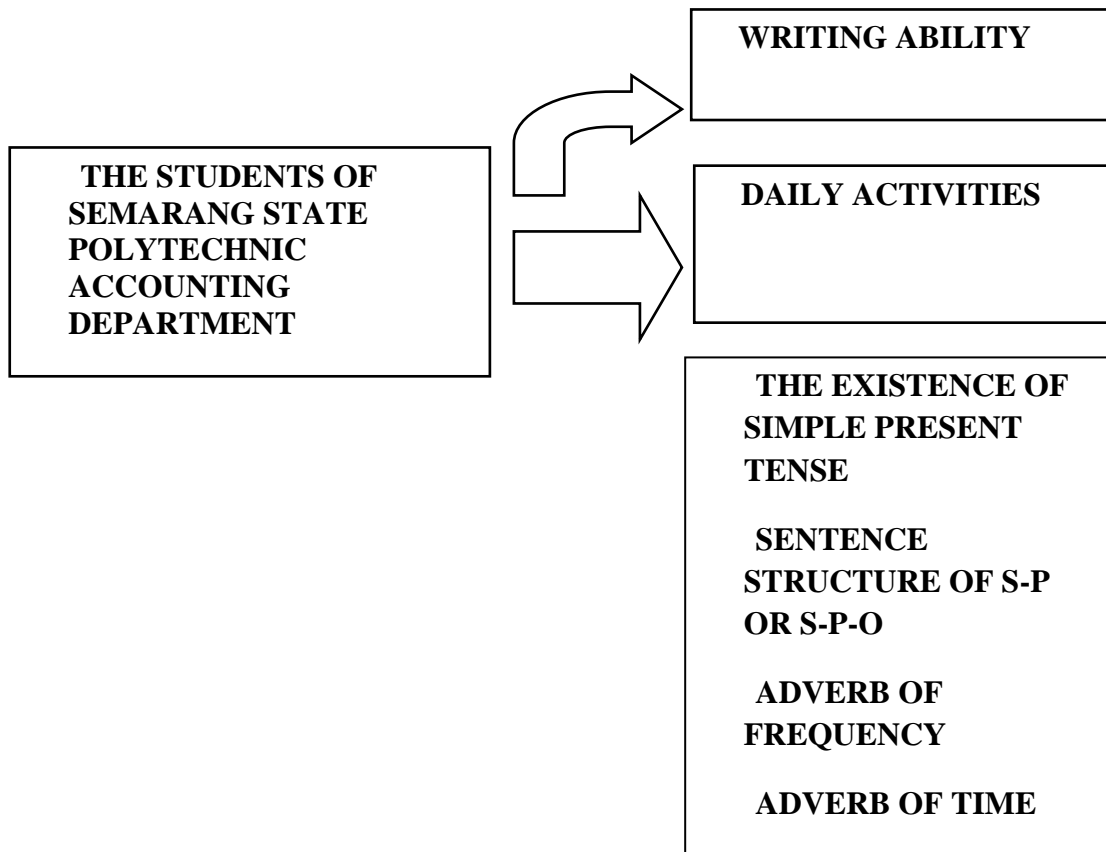 THE STUDENTS OF
SEMARANG STATE
POLYTECHNIC
ACCOUNTING
DEPARTMENT
WRITING ABILITY
DAILY ACTIVITIES
THE EXISTENCE OF
SIMPLE PRESENT
TENSE
SENTENCE
STRUCTURE OF S-P
OR S-P-O
ADVERB OF
FREQUENCY
ADVERB OF TIME